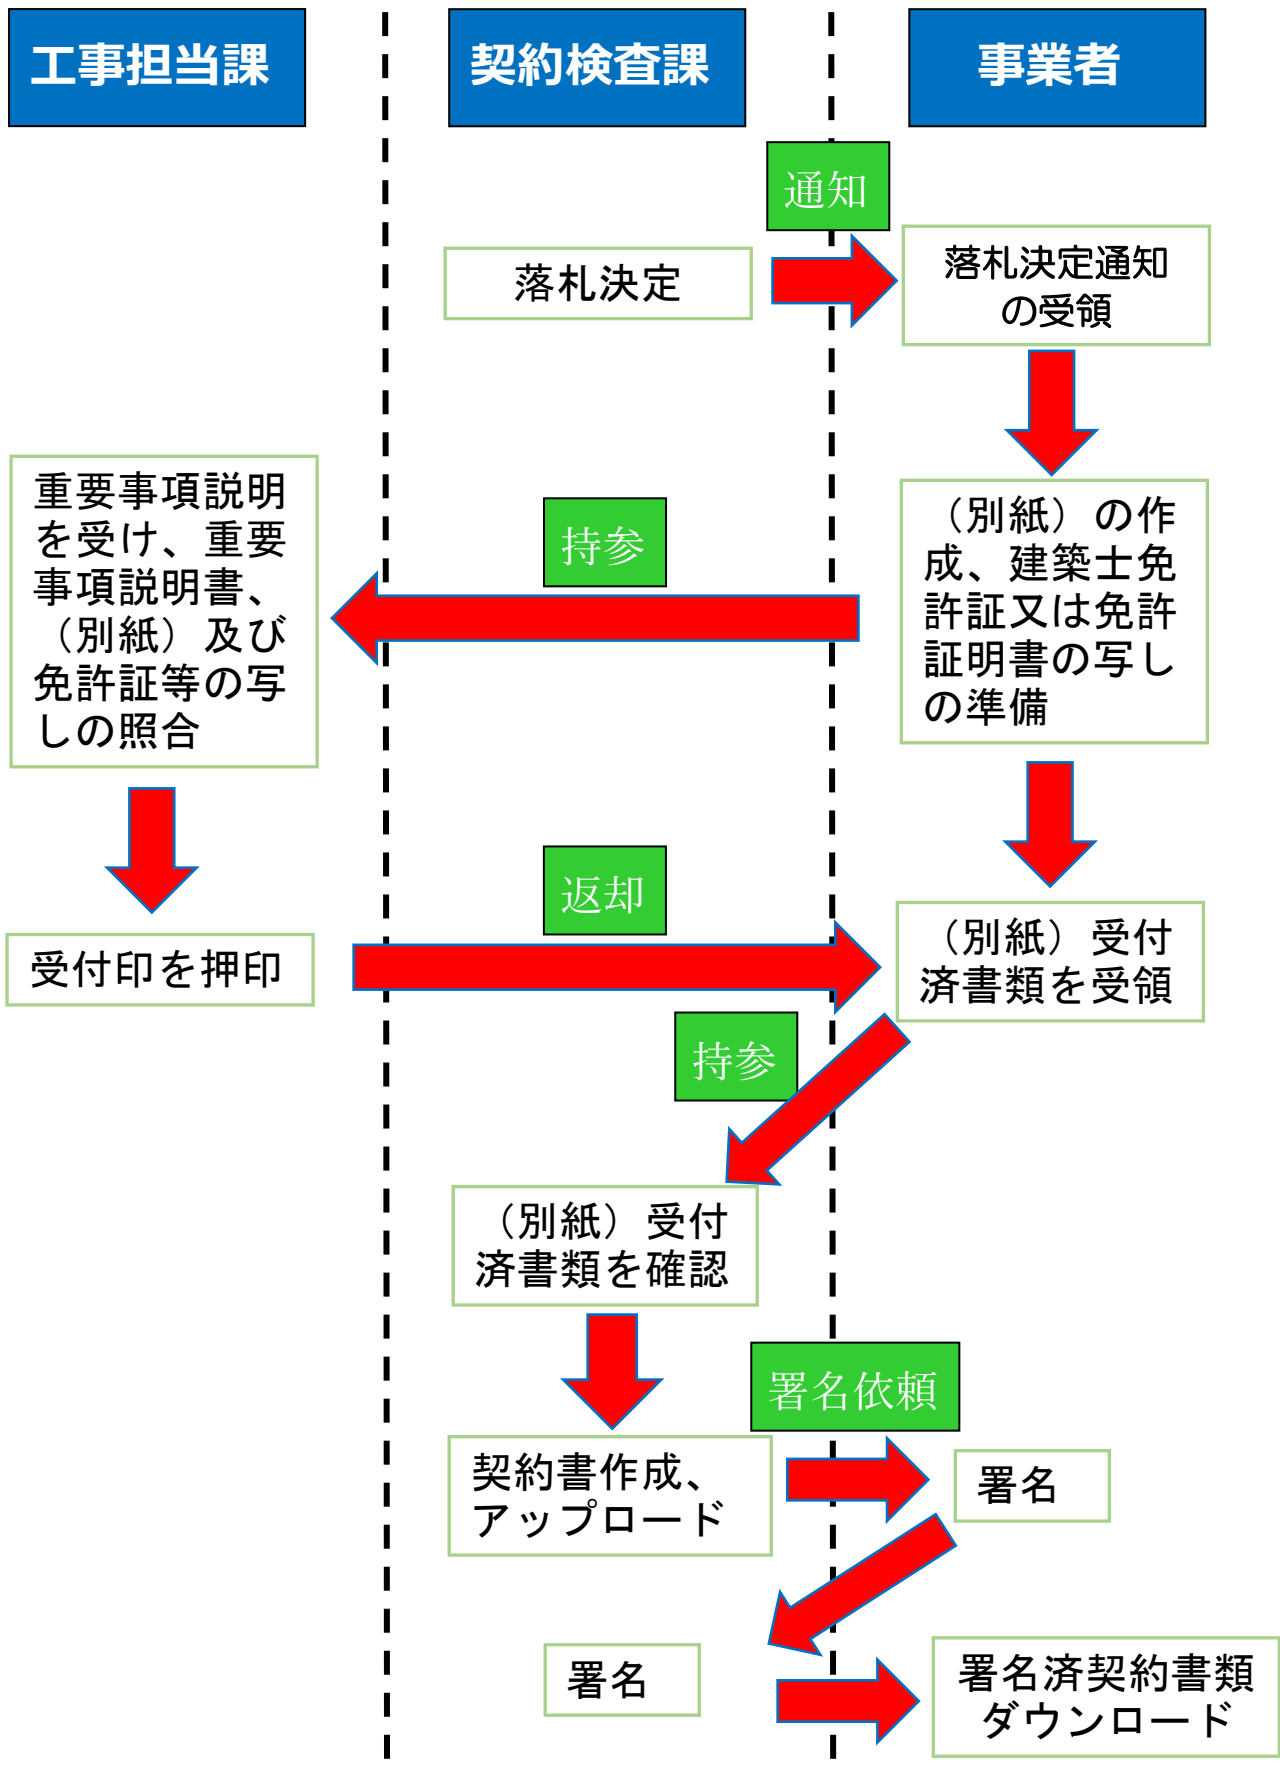 工事担当課
契約検査課
事業者
通知
落札決定
落札決定通知
の受領
重要事項説明
を受け、重要
事項説明書、
（別紙）及び
免許証等の写
しの照合
持参
（別紙）の作
成、建築士免
許証又は免許
証明書の写し
の準備
返却
受付印を押印
（別紙）受付
済書類を受領
持参
（別紙）受付
済書類を確認
署名依頼
契約書作成、
アップロード
署名
署名
署名済契約書類
ダウンロード